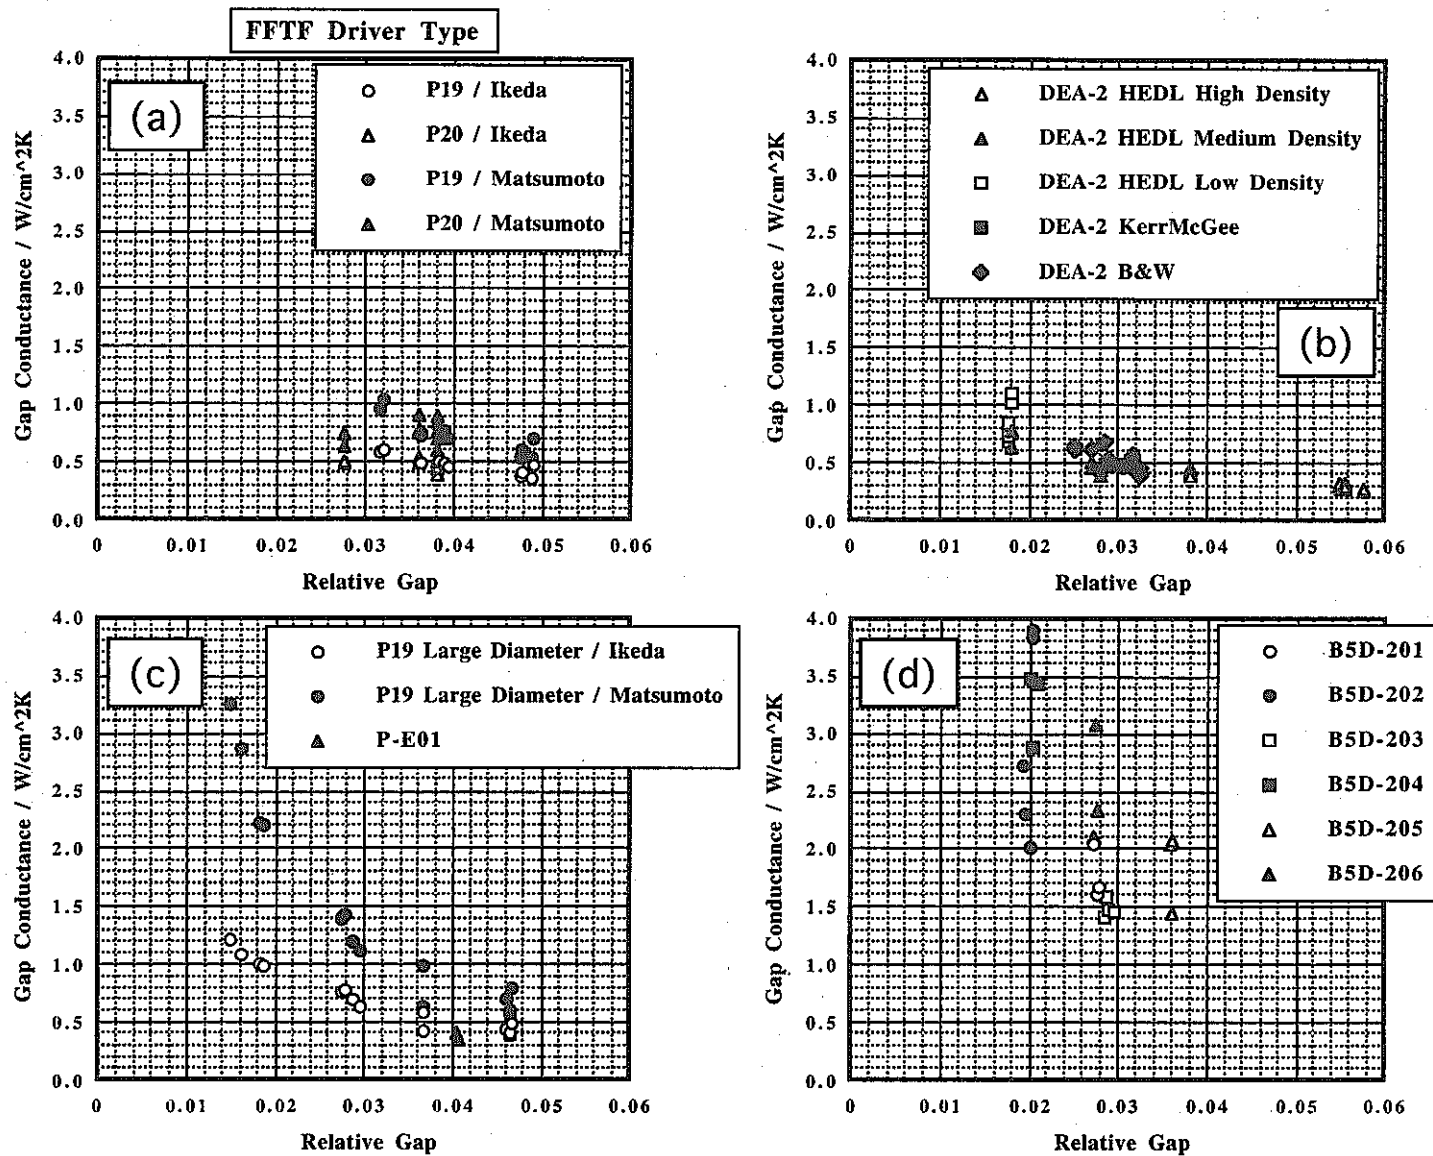 FFTF Driver Type
(a)
P19 / Ikeda
P20 / Ikeda
P19 / Matsumoto
P20 / Matsumoto
Gap Conductance / W/cm^2K
4.0
3.5
3.0
2.5
2.0
1.5
1.0
0.5
0.0
0
0.01
0.02
0.03
0.04
0.05
0.06
Relative Gap
(b)
DEA-2 HEDL High Density
DEA-2 HEDL Medium Density
DEA-2 HEDL Low Density
DEA-2 KerrMcGee
DEA-2 B&W
Gap Conductance / W/cm^2K
4.0
3.5
3.0
2.5
2.0
1.5
1.0
0.5
0.0
0
0.01
0.02
0.03
0.04
0.05
0.06
Relative Gap
(c)
P19 Large Diameter / Ikeda
P19 Large Diameter / Matsumoto
P-E01
Gap Conductance / W/cm^2K
4.0
3.5
3.0
2.5
2.0
1.5
1.0
0.5
0.0
0
0.01
0.02
0.03
0.04
0.05
0.06
Relative Gap
(d)
B5D-201
B5D-202
B5D-203
B5D-204
B5D-205
B5D-206
Gap Conductance / W/cm^2K
4.0
3.5
3.0
2.5
2.0
1.5
1.0
0.5
0.0
0
0.01
0.02
0.03
0.04
0.05
0.06
Relative Gap